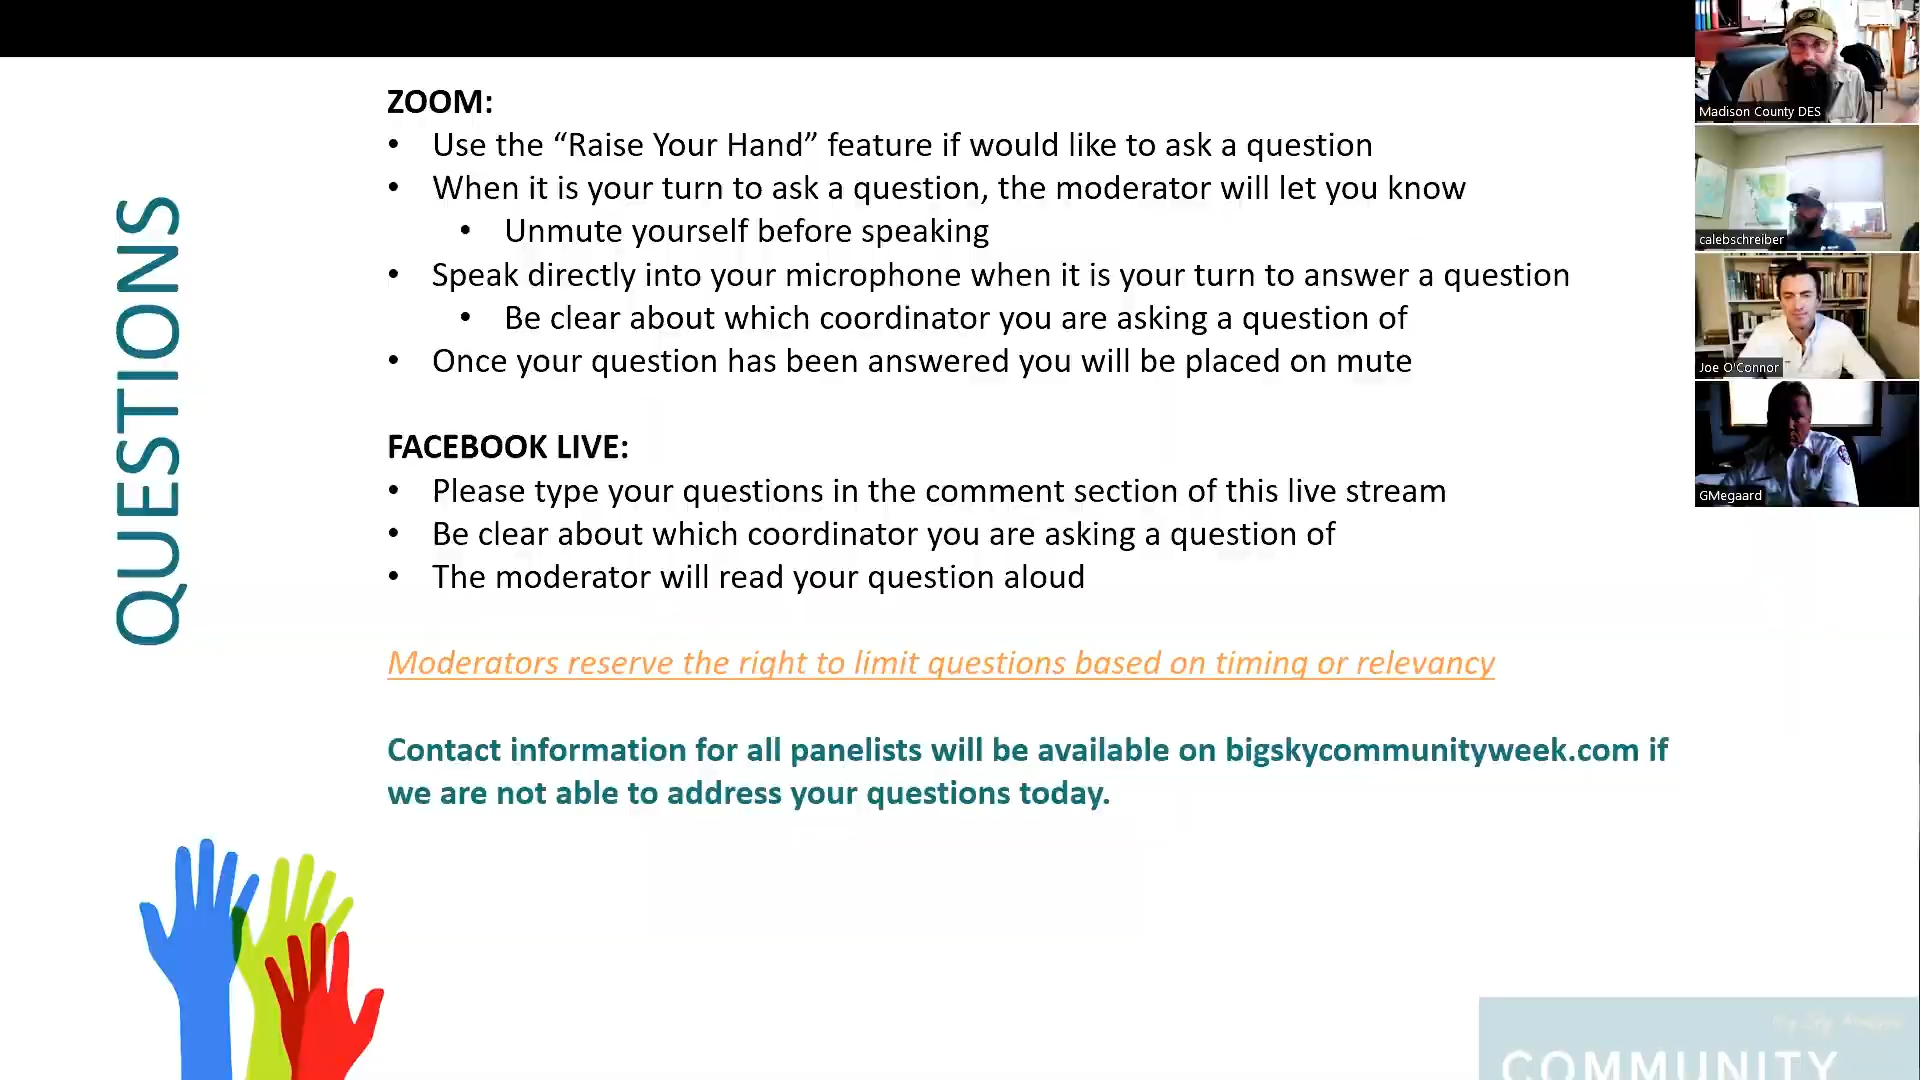 QUESTIONS
ZOOM:
• Use the “Raise Your Hand” feature if would like to ask a question
• When it is your turn to ask a question, the moderator will let you know
• Unmute yourself before speaking
• Speak directly into your microphone when it is your turn to answer a question
• Be clear about which coordinator you are asking a question of
• Once your question has been answered you will be placed on mute
FACEBOOK LIVE:
• Please type your questions in the comment section of this live stream
• Be clear about which coordinator you are asking a question of
• The moderator will read your question aloud
Moderators reserve the right to limit questions based on timing or relevancy
Contact information for all panelists will be available on bigskycommunityweek.com if
we are not able to address your questions today.
Madison County DES
calebschreiber
Joe O'Connor
GMegaard
COMMUNITY